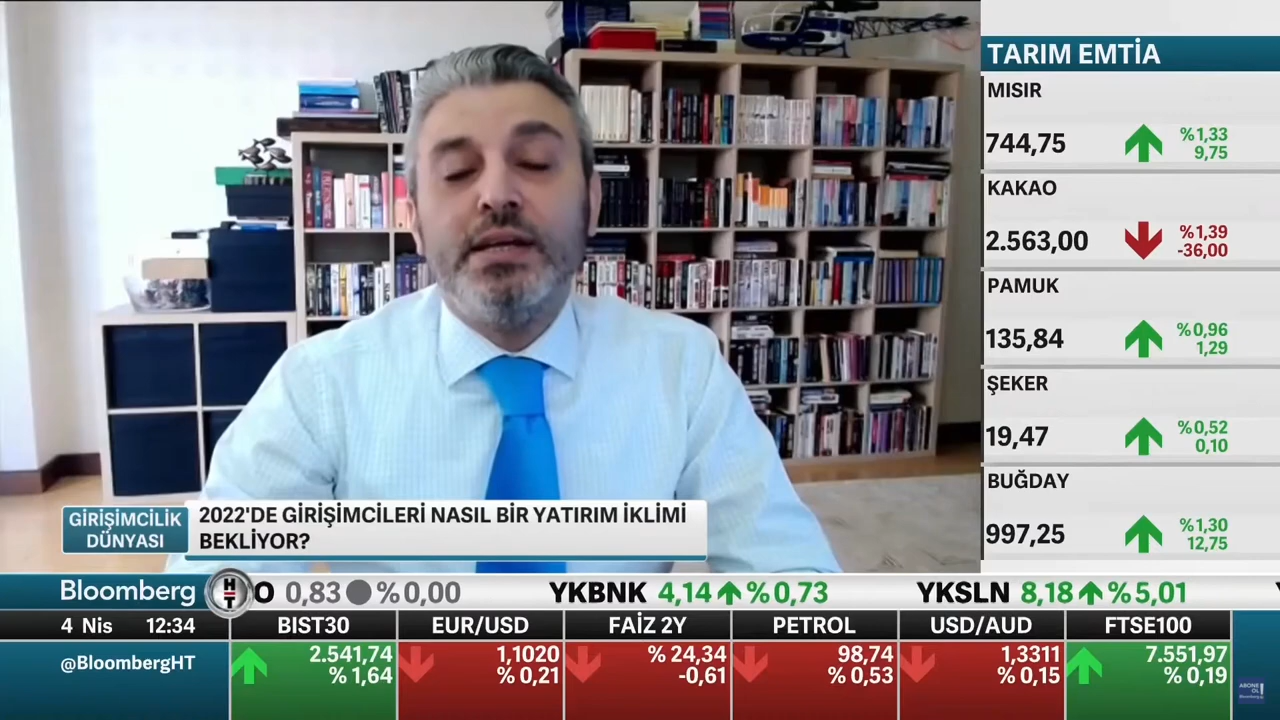 TARIM EMTİA
MISIR
744,75
%1,33
9,75
KAKAO
2.563,00
%1,39
-36,00
PAMUK
135,84
%0,96
1,29
ŞEKER
19,47
%0,52
0,10
BUĞDAY
997,25
%1,30
12,75
GİRİŞİMCİLİK
DÜNYASI
2022'DE GİRİŞİMCİLERİ NASIL BİR YATIRIM İKLİMİ
BEKLİYOR?
Bloomberg HT
O 0,83 %0,00 YKBNK 4,14 %0,73 YKSLN 8,18 %5,01
4 Nis 12:34
@BloombergHT
BIST30
2.541,74
% 1,64
EUR/USD
1,1020
% 0,21
FAİZ 2Y
% 24,34
-0,61
PETROL
98,74
% 0,53
USD/AUD
1,3311
% 0,15
FTSE100
7.551,97
% 0,19
ABONE
OL